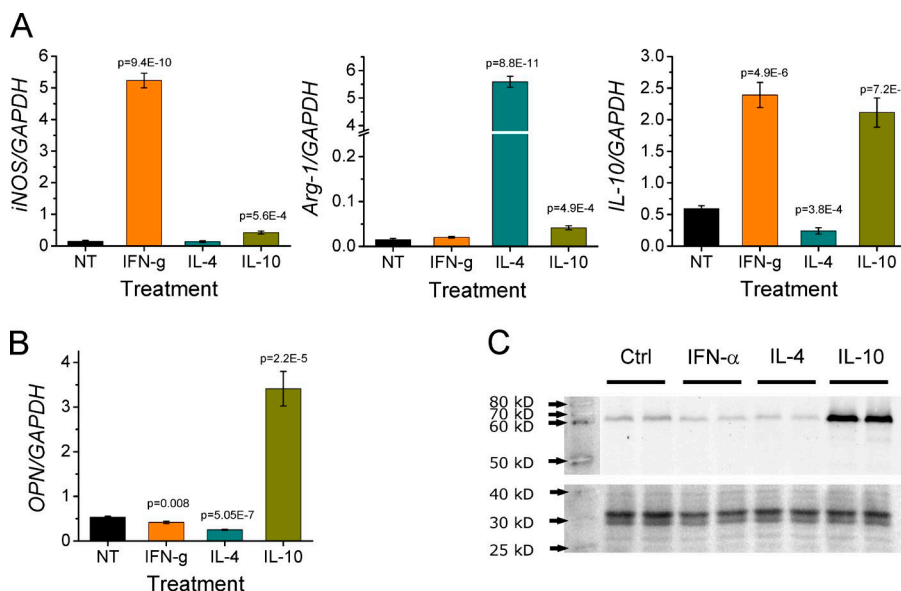 A
iNOS/GAPDH
6
5
4
3
2
1
0
p=9.4E-10
p=5.6E-4
NT IFN-g IL-4 IL-10
Treatment
Arg-1/GAPDH
6
5
4
0.2
0.1
0.0
p=8.8E-11
p=4.9E-4
NT IFN-g IL-4 IL-10
Treatment
IL-10/GAPDH
3.0
2.5
2.0
1.5
1.0
0.5
0.0
p=4.9E-6
p=3.8E-4
p=7.2E-
NT IFN-g IL-4 IL-10
Treatment
B
OPN/GAPDH
4
3
2
1
0
p=0.008
p=5.05E-7
p=2.2E-5
NT IFN-g IL-4 IL-10
Treatment
C
Ctrl IFN-α IL-4 IL-10
80 kD
70 kD
60 kD
50 kD
40 kD
30 kD
25 kD